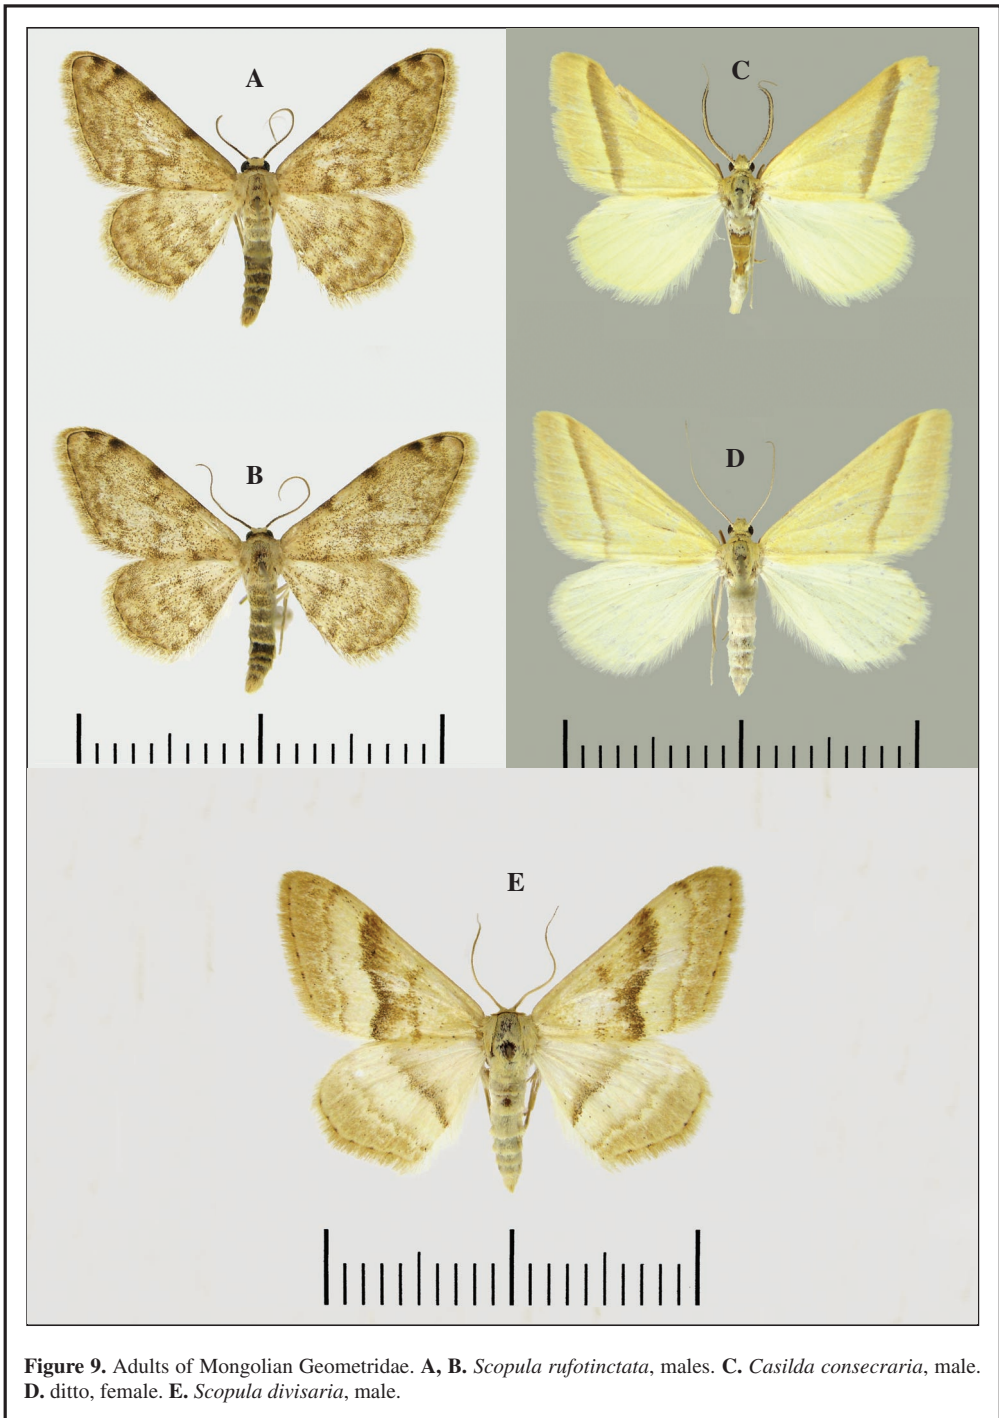 A
C
B
D
E
Figure 9. Adults of Mongolian Geometridae. A, B. Scopula rufotinctata, males. C. Casilda consecraria, male.
D. ditto, female. E. Scopula divisaria, male.